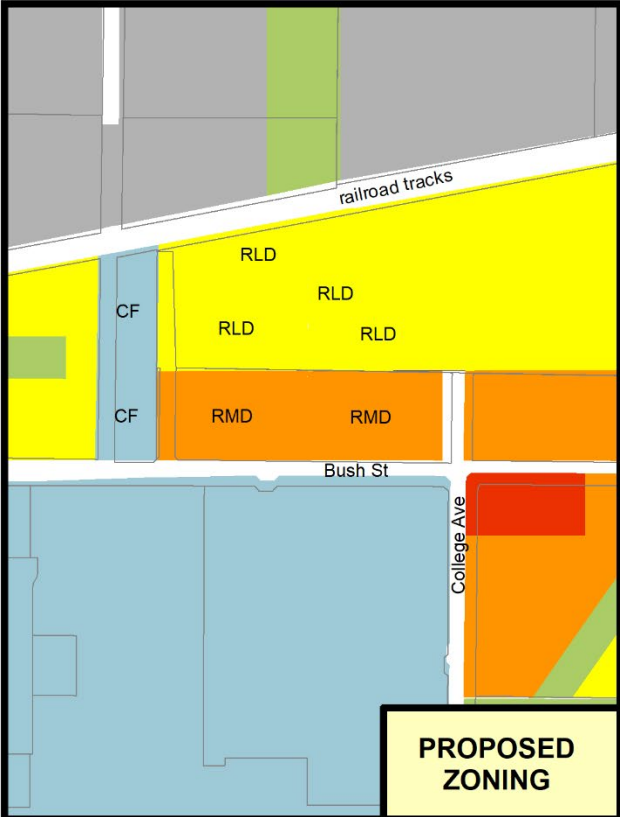 railroad tracks
RLD
RLD
CF
RLD
RLD
CF
RMD
RMD
Bush St
College Ave
PROPOSED
ZONING